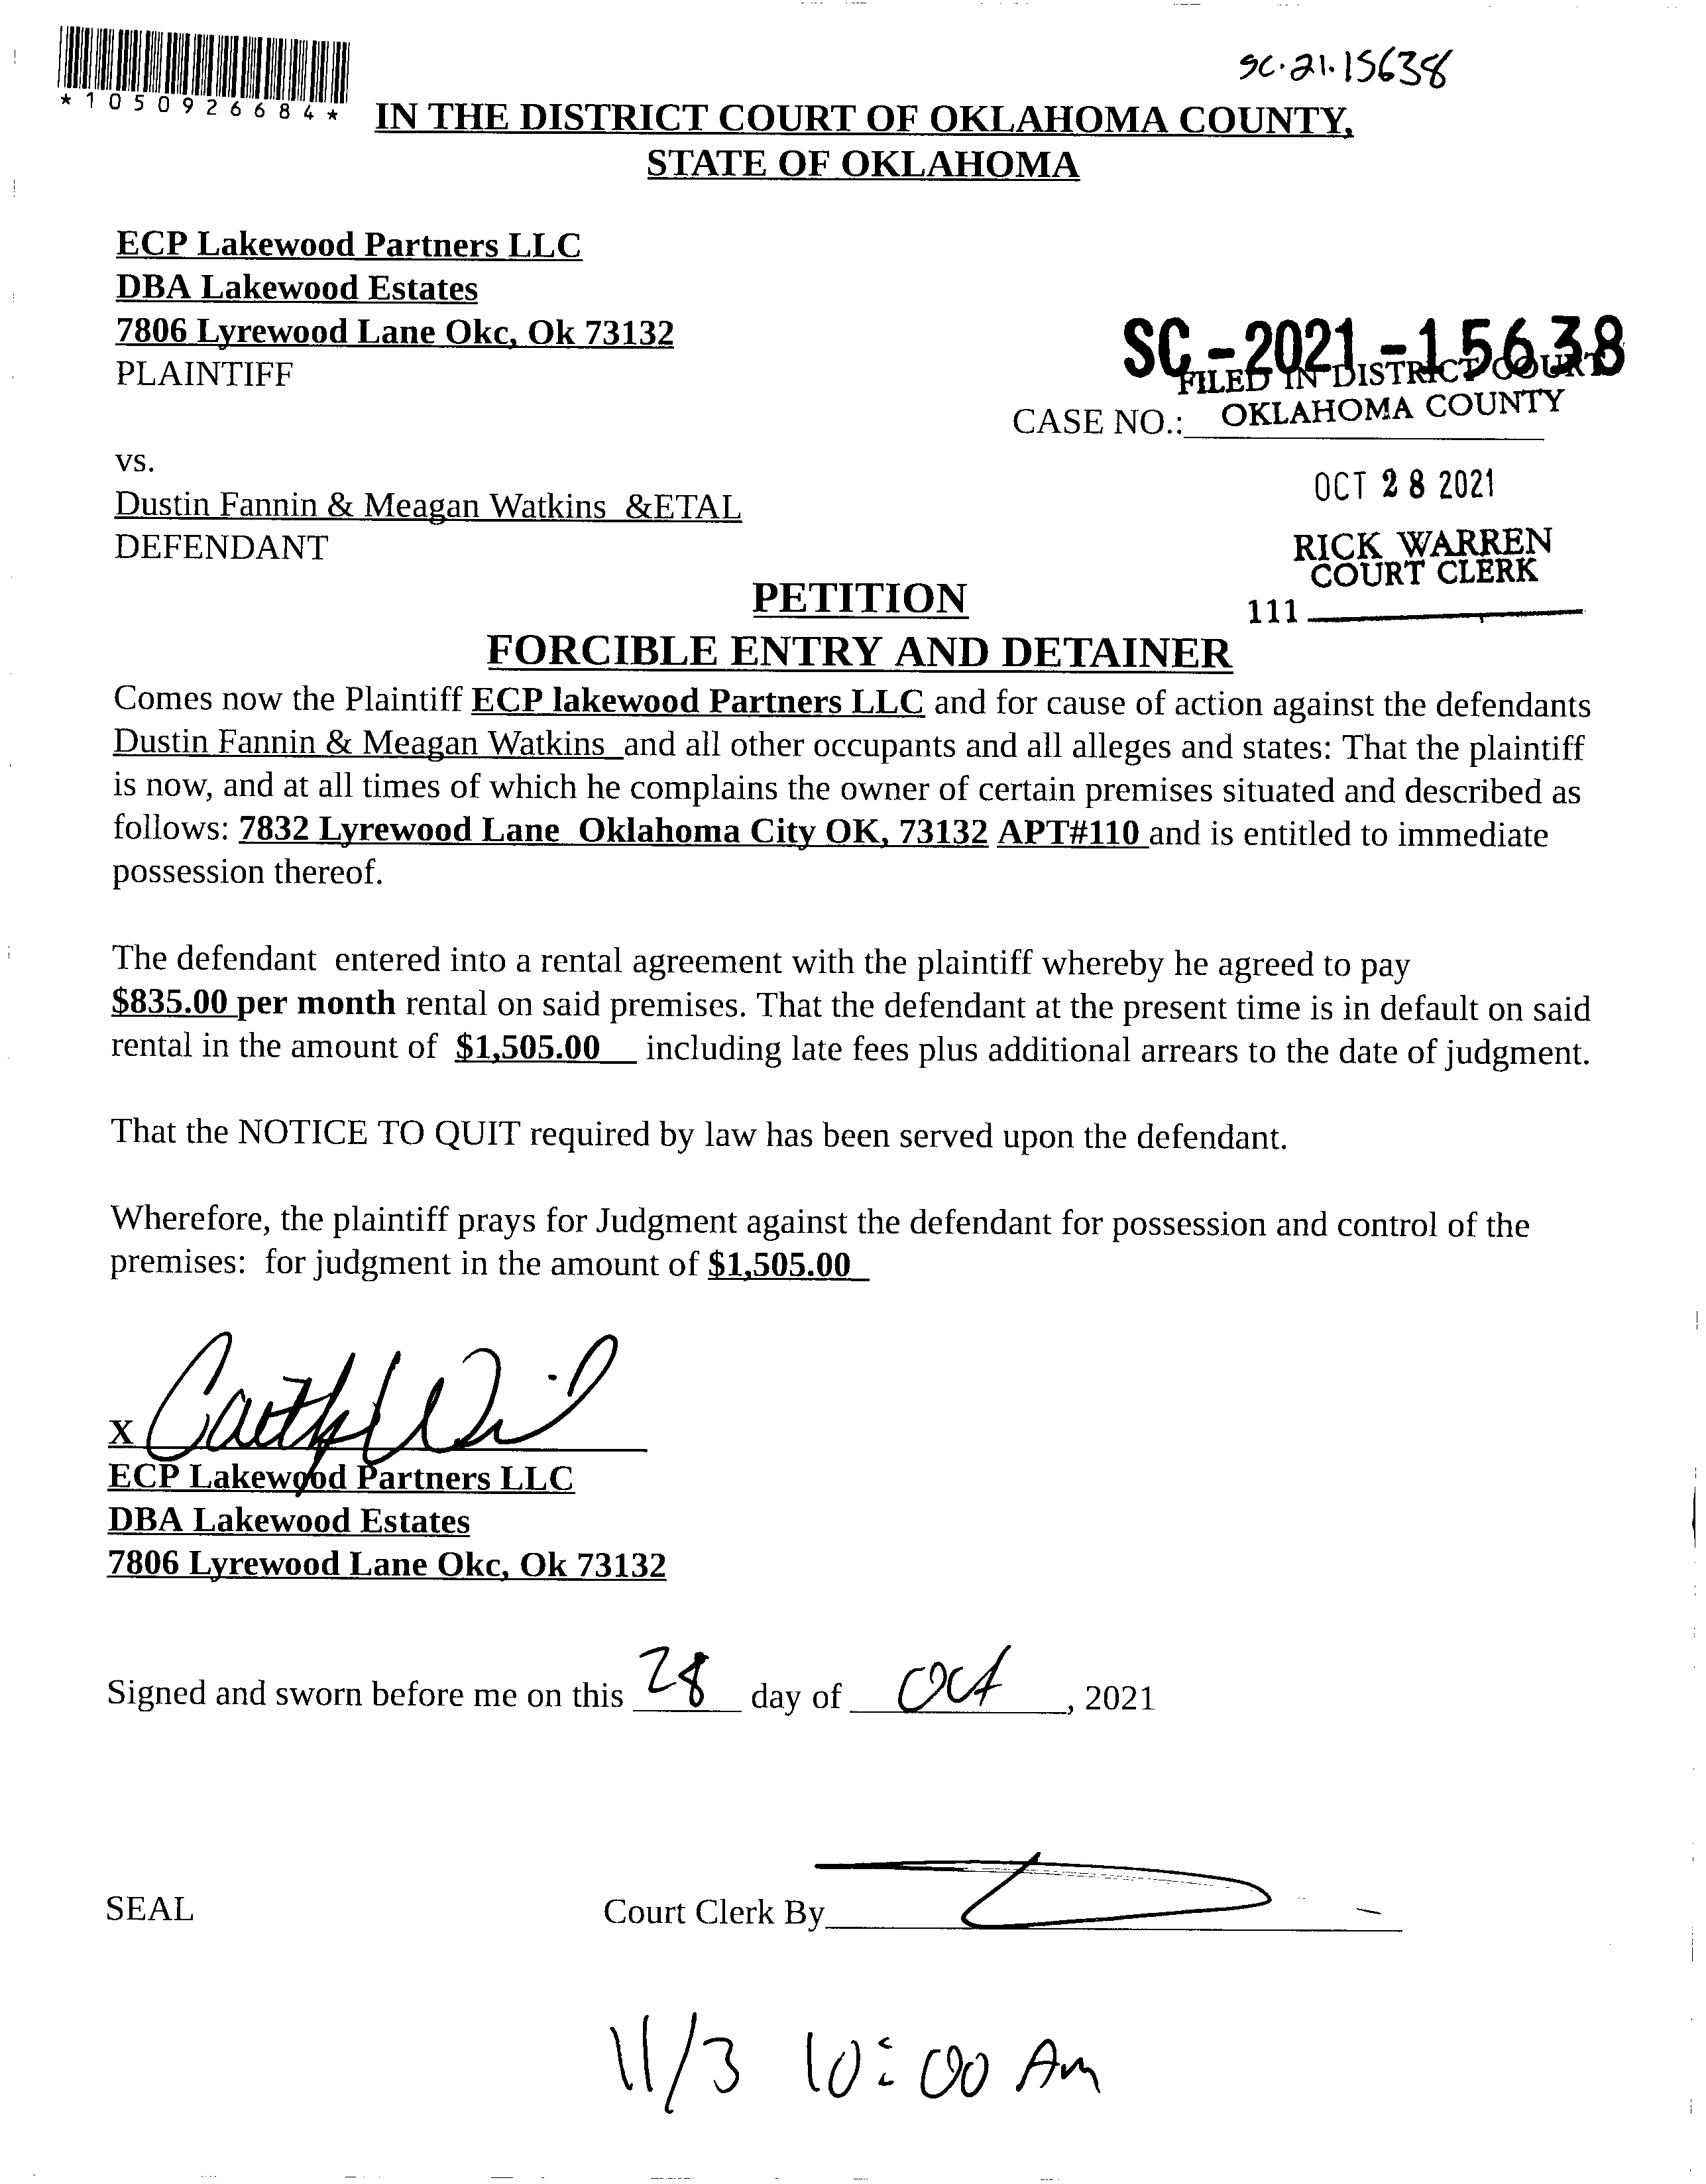 sc.21.15638
*1050926684*
IN THE DISTRICT COURT OF OKLAHOMA COUNTY,
STATE OF OKLAHOMA
ECP Lakewood Partners LLC
DBA Lakewood Estates
7806 Lyrewood Lane Okc, Ok 73132
PLAINTIFF
SC-2021-15638
FILED IN DISTRICT COURT
CASE NO.: OKLAHOMA COUNTY
vs.
OCT 28 2021
Dustin Fannin & Meagan Watkins &ETAL
DEFENDANT
RICK WARREN
COURT CLERK
111
PETITION
FORCIBLE ENTRY AND DETAINER
Comes now the Plaintiff ECP lakewood Partners LLC and for cause of action against the defendants
Dustin Fannin & Meagan Watkins and all other occupants and all alleges and states: That the plaintiff
is now, and at all times of which he complains the owner of certain premises situated and described as
follows: 7832 Lyrewood Lane Oklahoma City OK, 73132 APT#110 and is entitled to immediate
possession thereof.
The defendant entered into a rental agreement with the plaintiff whereby he agreed to pay
$835.00 per month rental on said premises. That the defendant at the present time is in default on said
rental in the amount of $1,505.00 including late fees plus additional arrears to the date of judgment.
That the NOTICE TO QUIT required by law has been served upon the defendant.
Wherefore, the plaintiff prays for Judgment against the defendant for possession and control of the
premises: for judgment in the amount of $1,505.00
X
ECP Lakewood Partners LLC
DBA Lakewood Estates
7806 Lyrewood Lane Okc, Ok 73132
Signed and sworn before me on this 28 day of Oct, 2021
SEAL Court Clerk By
11/3 10:00 Am